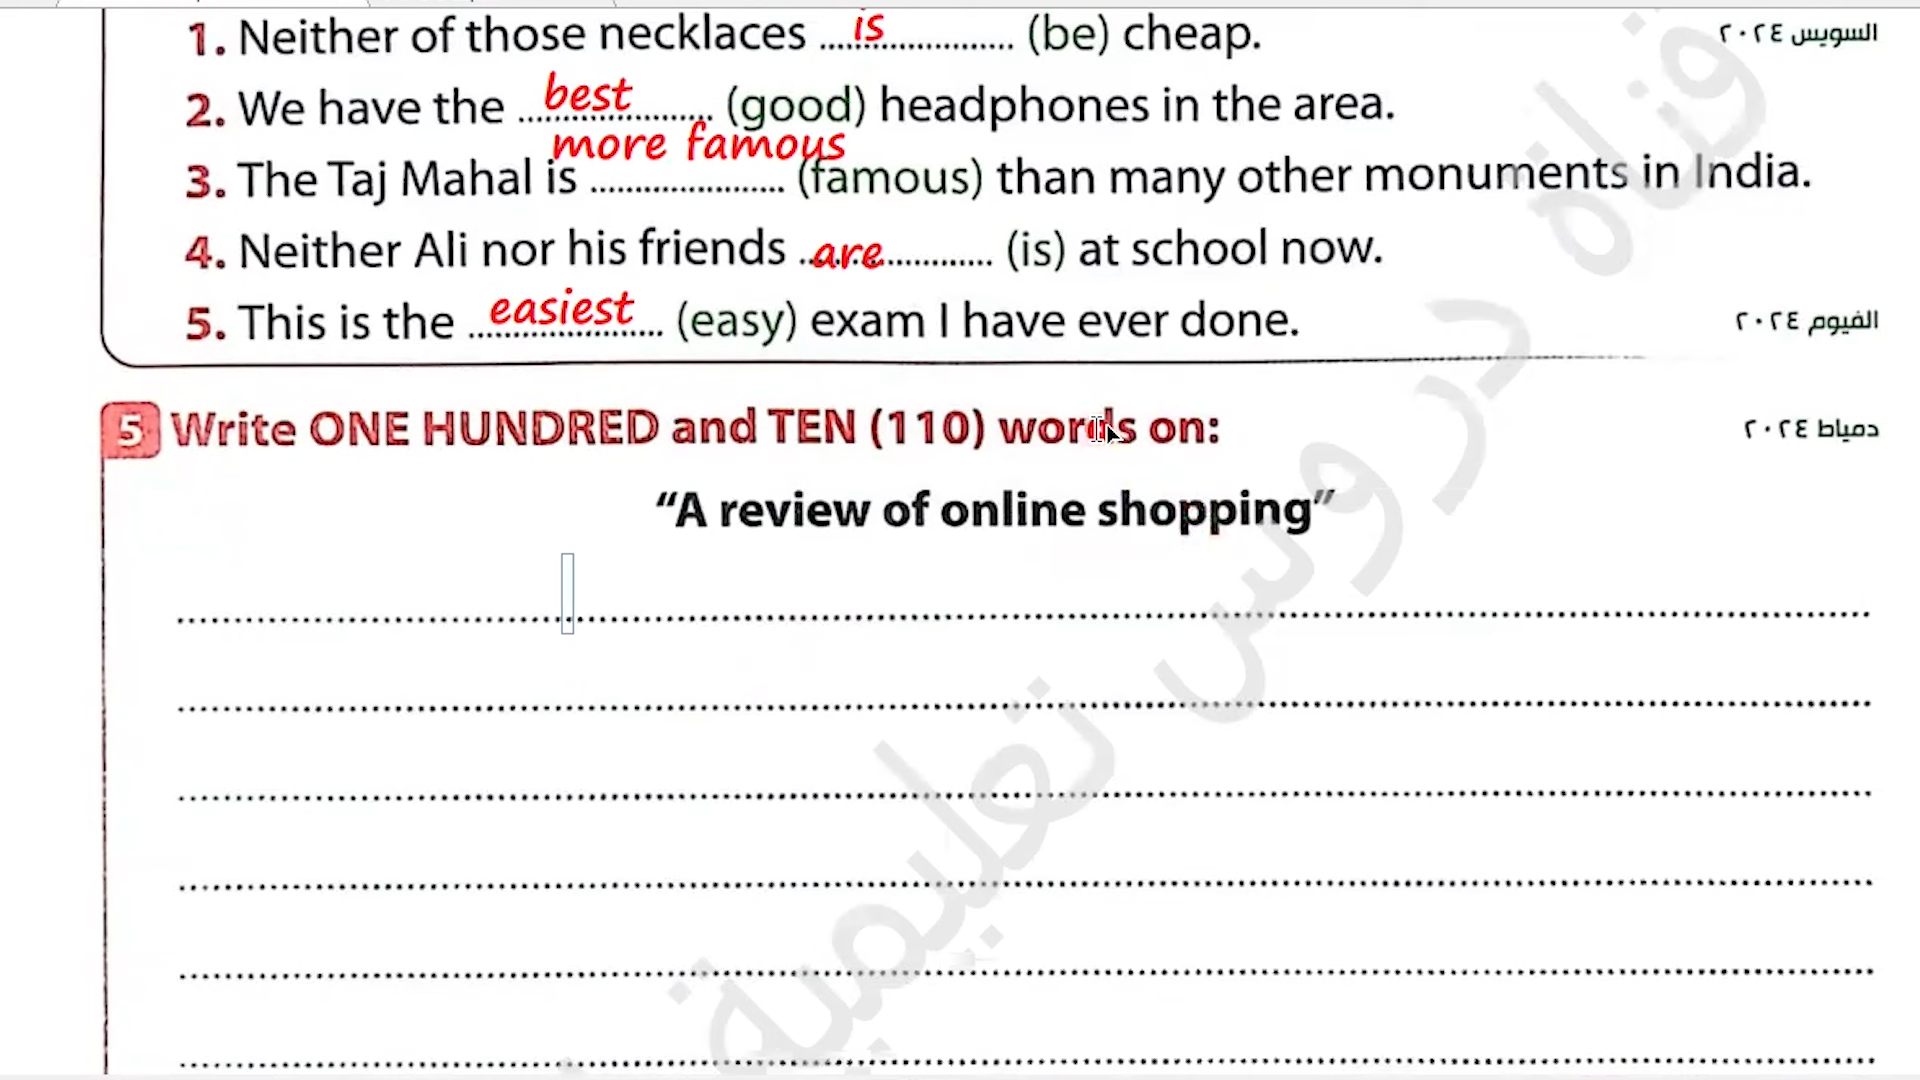 1. Neither of those necklaces ...is... (be) cheap. السويس ٢٠٢٤
2. We have the ...best... (good) headphones in the area.
more famous
3. The Taj Mahal is ........ (famous) than many other monuments in India.
4. Neither Ali nor his friends ...are... (is) at school now.
5. This is the ...easiest... (easy) exam I have ever done. الفيوم ٢٠٢٤
5 Write ONE HUNDRED and TEN (110) words on: دمياط ٢٠٢٤
“A review of online shopping”
قناة دروس تعليمية